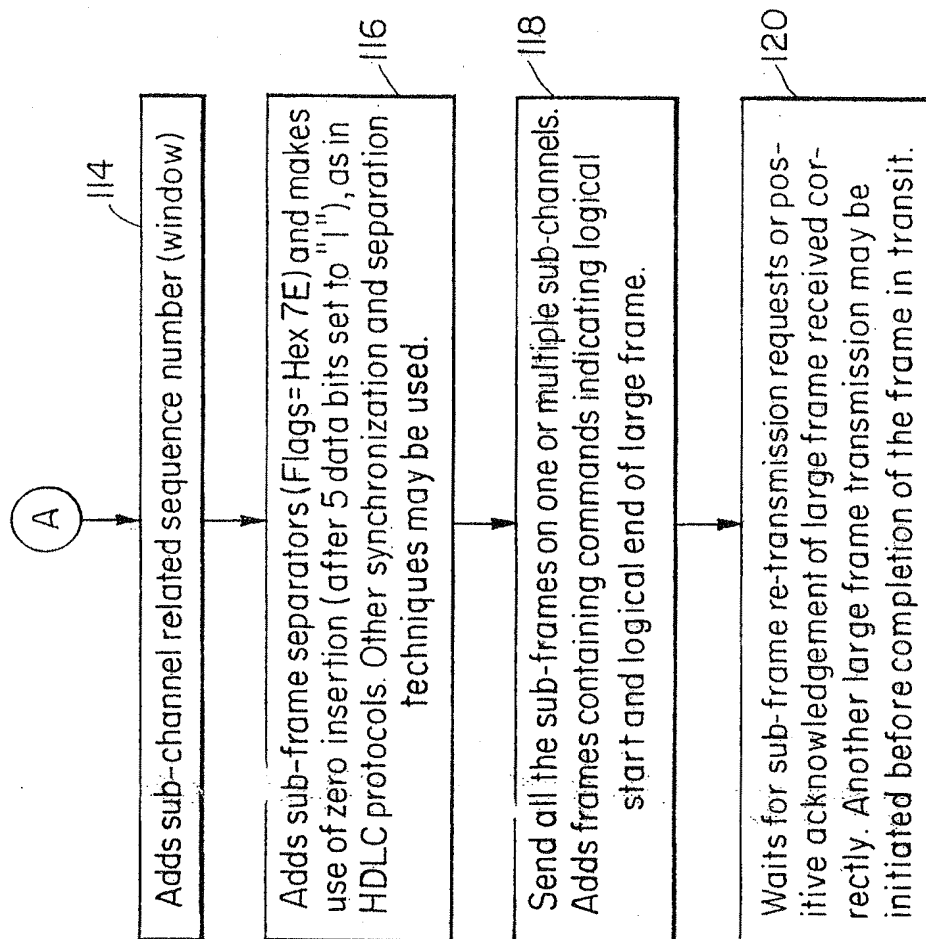 A
114
Adds sub-channel related sequence number (window)
116
Adds sub-frame separators (Flags=Hex 7E) and makes
use of zero insertion (after 5 data bits set to "1"), as in
HDLC protocols. Other synchronization and separation
techniques may be used.
118
Send all the sub-frames on one or multiple sub-channels.
Adds frames containing commands indicating logical
start and logical end of large frame.
120
Waits for sub-frame re-transmission requests or pos-
itive acknowledgement of large frame received cor-
rectly. Another large frame transmission may be
initiated before completion of the frame in transit.